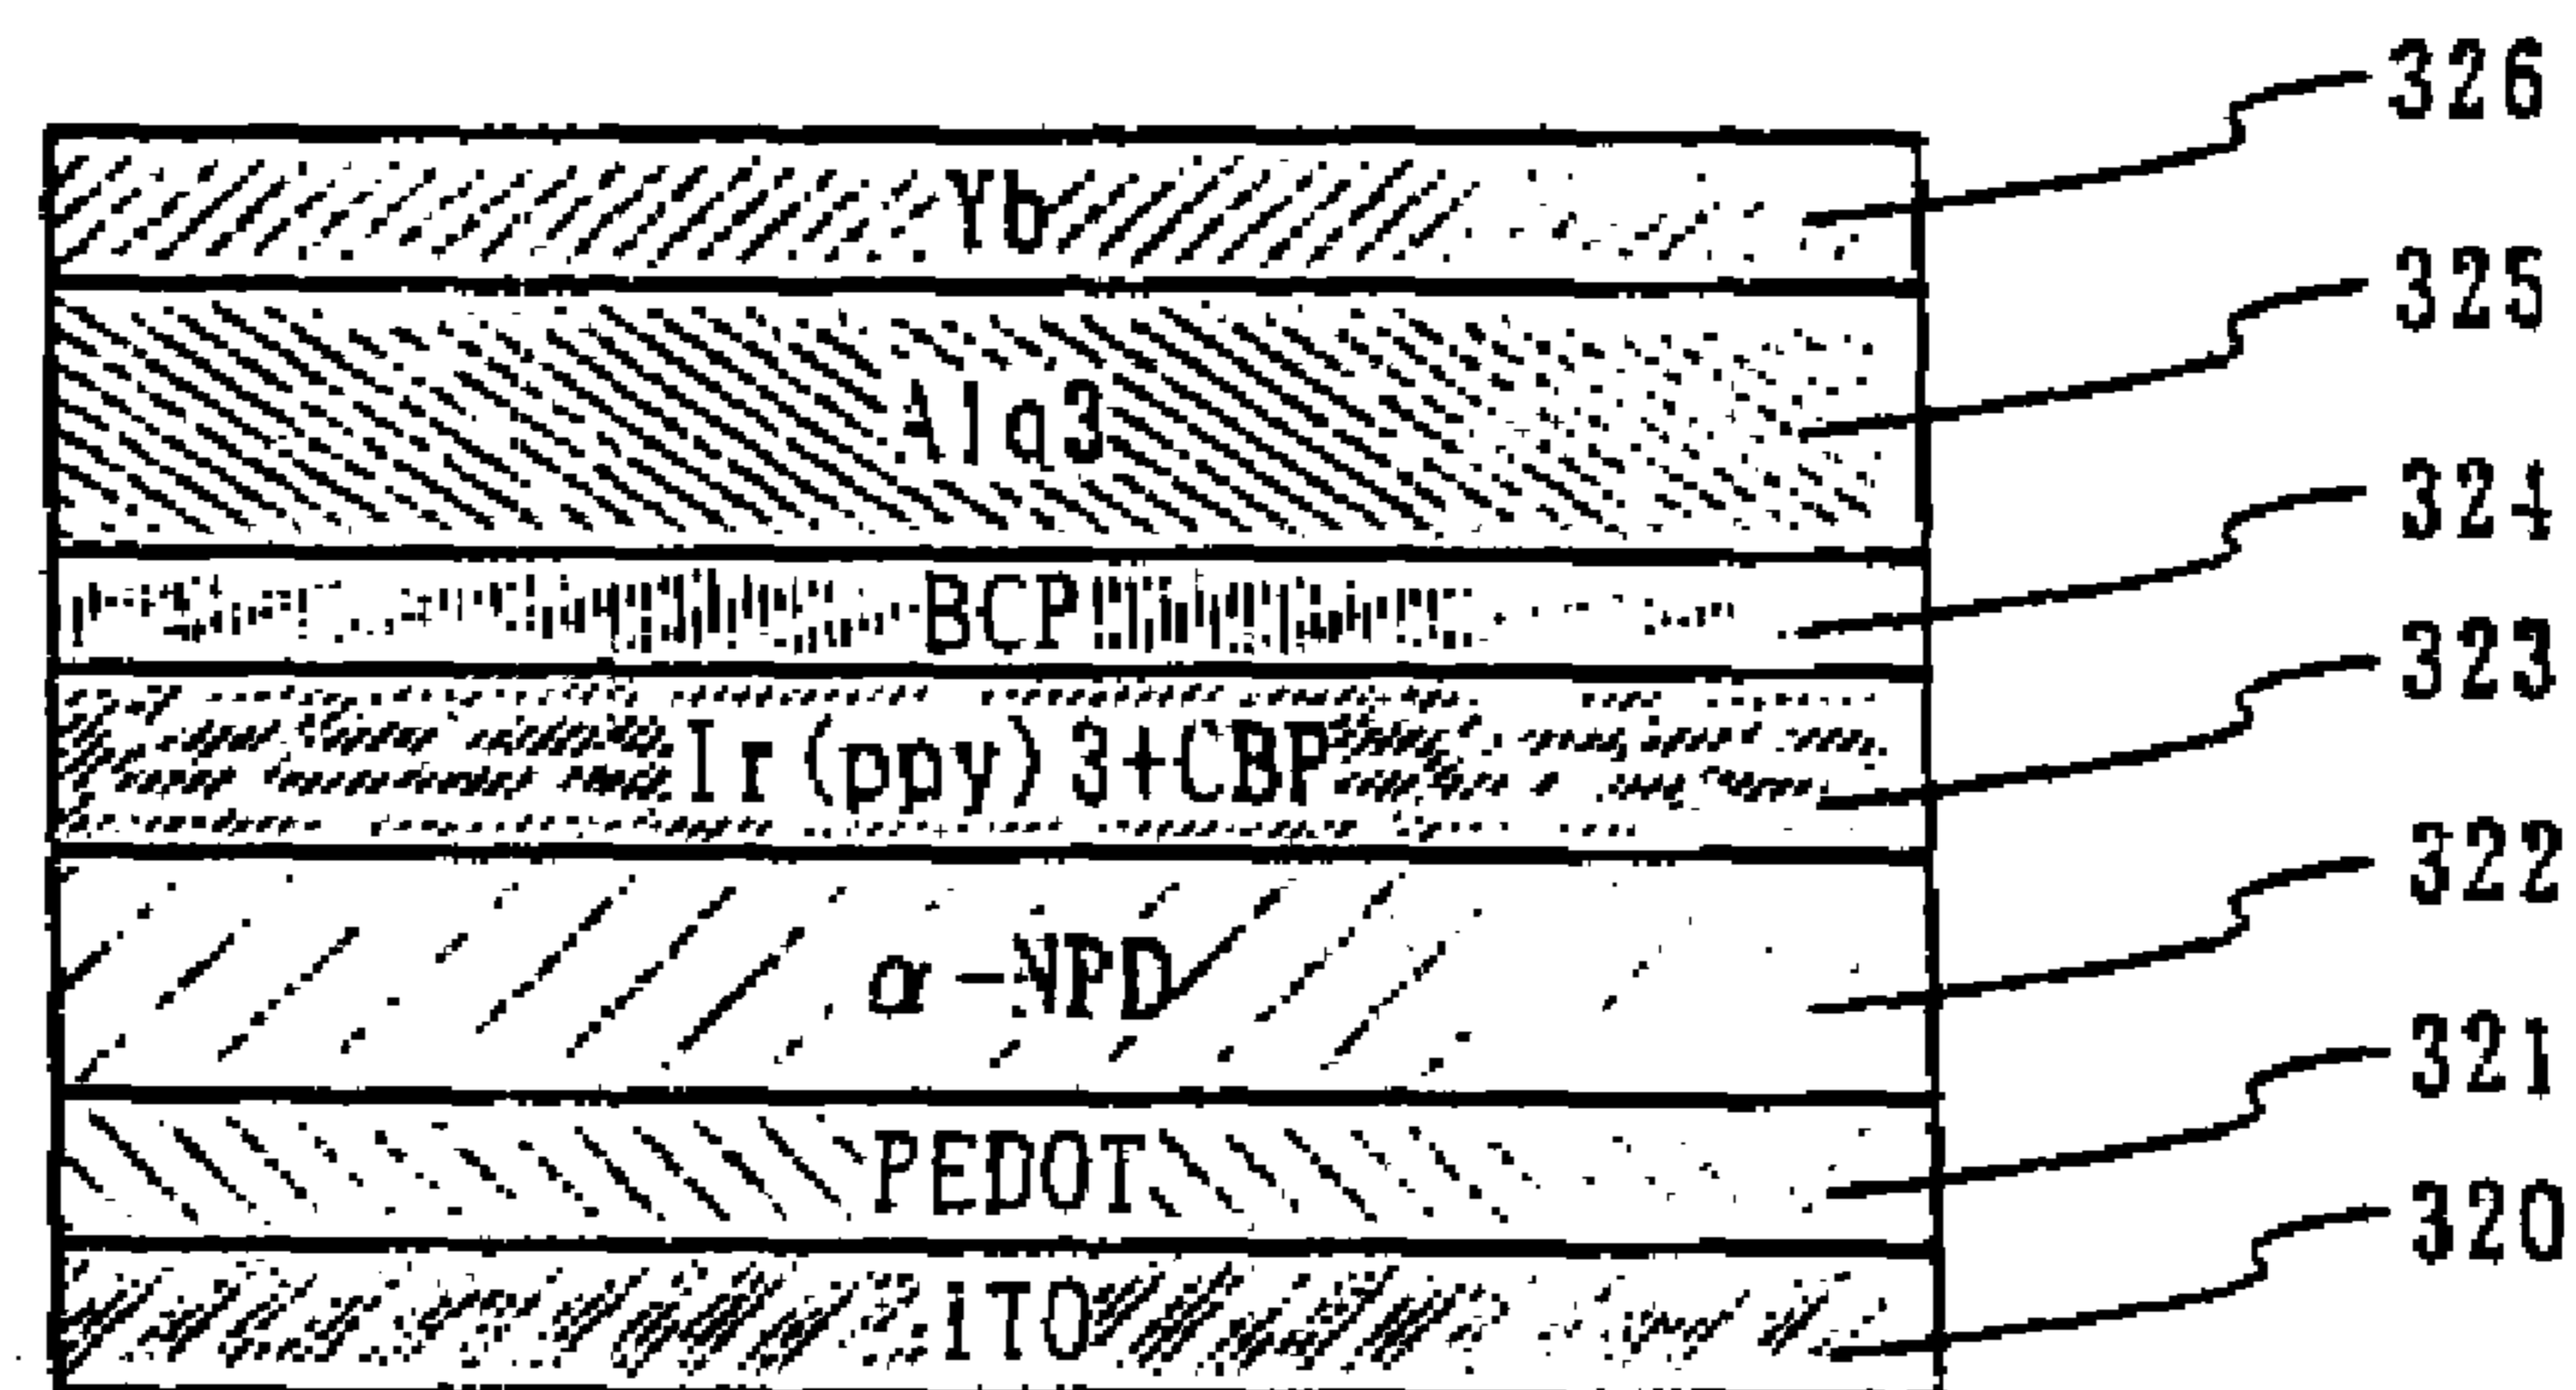 326
Yb
325
Alq3
324
BCP
323
Ir(ppy)3+CBP
322
α-NPD
321
PEDOT
320
iTO